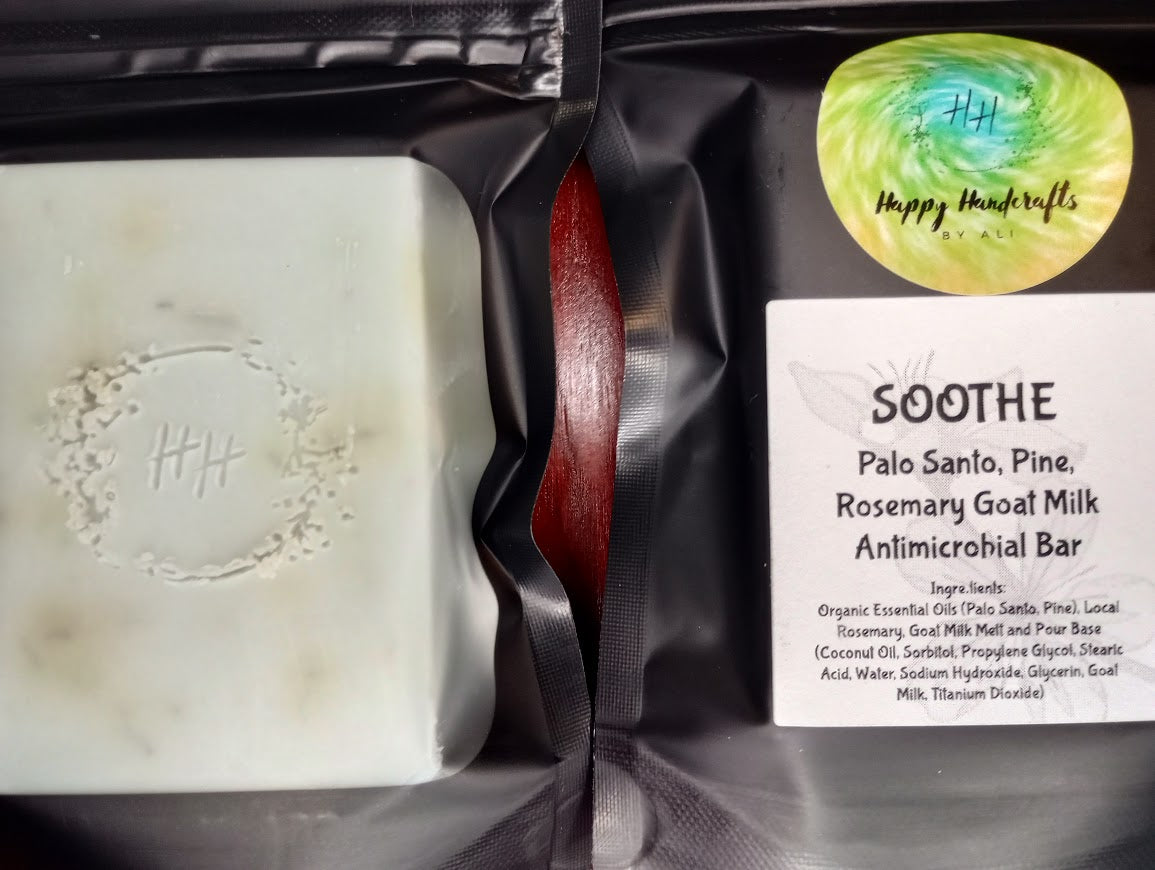 HH
HH
Happy Handcrafts
BY ALI
SOOTHE
Palo Santo, Pine,
Rosemary Goat Milk
Antimicrobial Bar
Ingredients:
Organic Essential Oils (Palo Santo, Pine), Local
Rosemary, Goat Milk Melt and Pour Base
(Coconut Oil, Sorbitol, Propylene Glycol, Stearic
Acid, Water, Sodium Hydroxide, Glycerin, Goat
Milk, Titanium Dioxide)